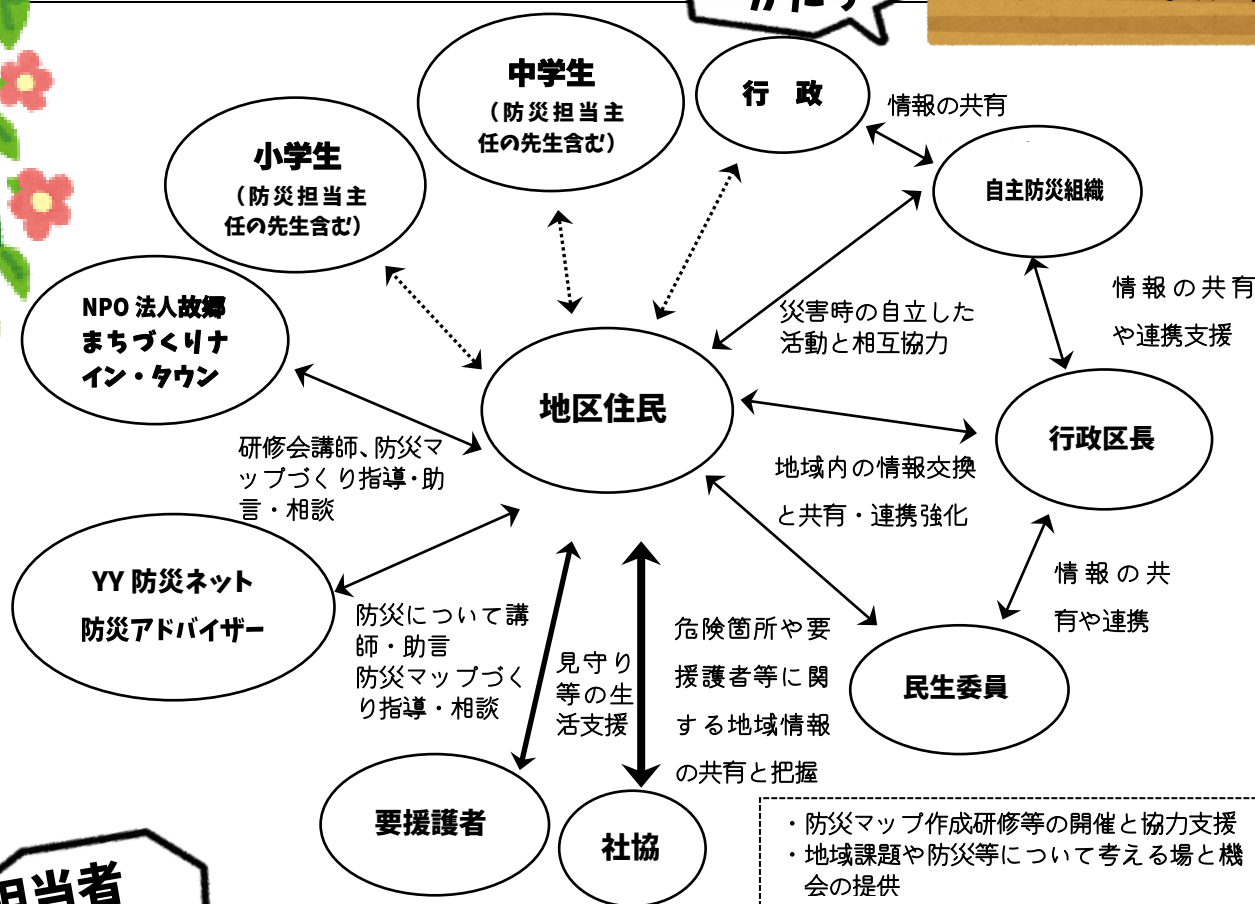 中学生
（防災担当主
任の先生含む）
行　政
情報の共有
小学生
（防災担当主
任の先生含む）
自主防災組織
NPO 法人故郷
まちづくりナ
イン・タウン
災害時の自立した
活動と相互協力
情報の共有
や連携支援
地区住民
行政区長
研修会講師、防災マ
ップづくり指導・助
言・相談
地域内の情報交換
と共有・連携強化
YY 防災ネット
防災アドバイザー
防災について講
師・助言
防災マップづく
り指導・相談
見守り
等の生
活支援
危険箇所や要
援護者等に関
する地域情報
の共有と把握
情報の共
有や連携
民生委員
要援護者
社協
・防災マップ作成研修等の開催と協力支援
・地域課題や防災等について考える場と機
会の提供
担当者